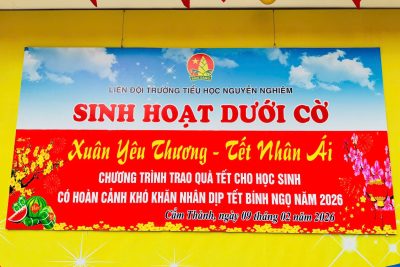 LIÊN ĐỘI TRƯỜNG TIỂU HỌC NGUYỄN NGHIÊM
SINH HOẠT DƯỚI CỜ
Xuân Yêu Thương - Tết Nhân Ái
CHƯƠNG TRÌNH TRAO QUÀ TẾT CHO HỌC SINH
CÓ HOÀN CẢNH KHÓ KHĂN NHÂN DỊP TẾT BÍNH NGỌ NĂM 2026
Cẩm Thành, ngày 09 tháng 02 năm 2026